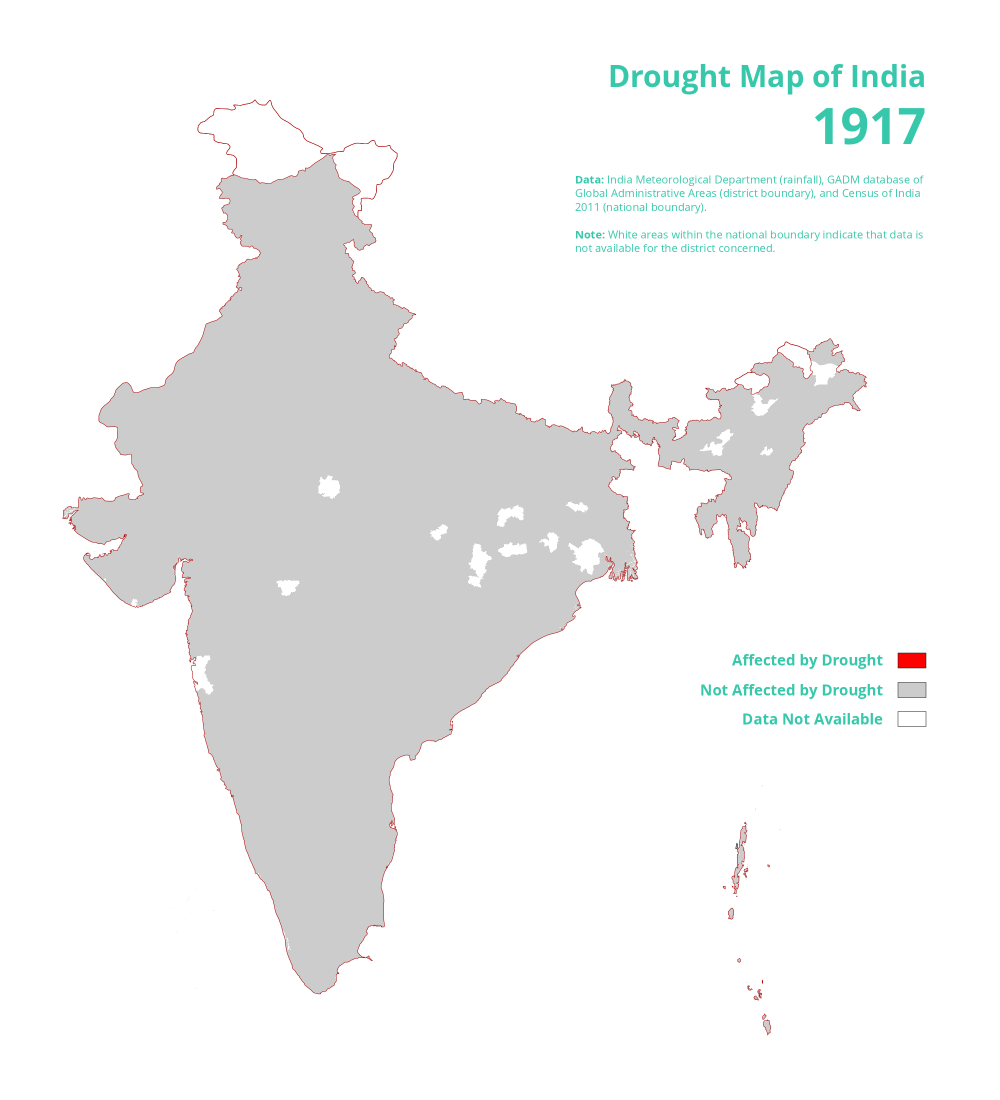 Drought Map of India
1917
Data: India Meteorological Department (rainfall), GADM database of
Global Administrative Areas (district boundary), and Census of India
2011 (national boundary).
Note: White areas within the national boundary indicate that data is
not available for the district concerned.
Affected by Drought
Not Affected by Drought
Data Not Available